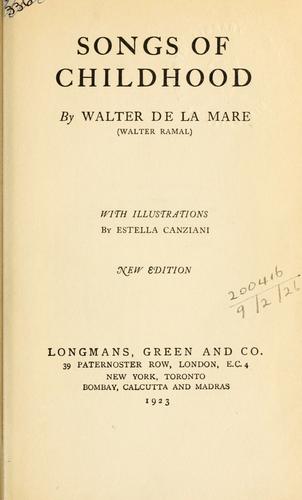 SONGS OF
CHILDHOOD
By WALTER DE LA MARE
(WALTER RAMAL)
WITH ILLUSTRATIONS
By ESTELLA CANZIANI
NEW EDITION
200416
9/2/26
LONGMANS, GREEN AND CO.
39 PATERNOSTER ROW, LONDON, E.C. 4
NEW YORK, TORONTO
BOMBAY, CALCUTTA AND MADRAS
1923